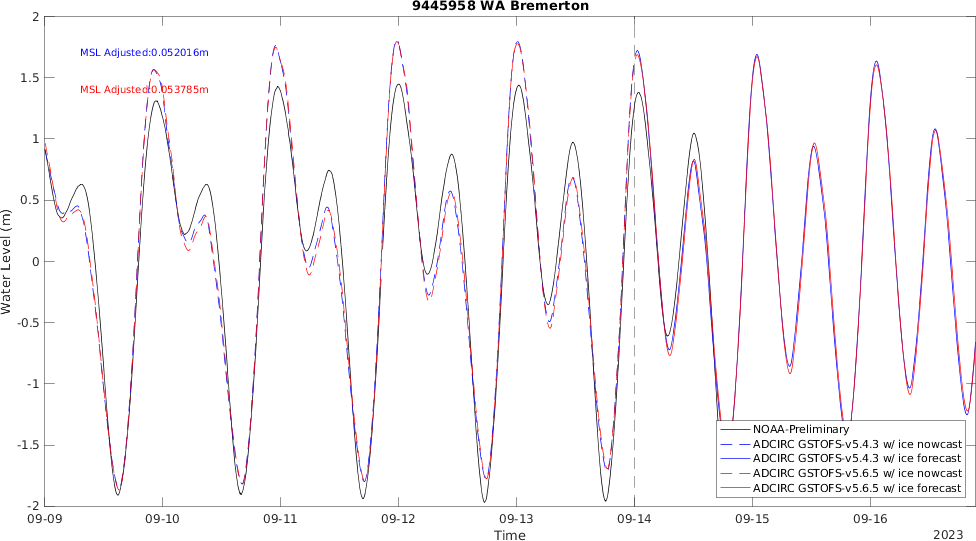 9445958 WA Bremerton
MSL Adjusted:0.052016m
MSL Adjusted:0.053785m
Water Level (m)
2
1.5
1
0.5
0
-0.5
-1
-1.5
-2
NOAA-Preliminary
ADCIRC GSTOFS-v5.4.3 w/ ice nowcast
ADCIRC GSTOFS-v5.4.3 w/ ice forecast
ADCIRC GSTOFS-v5.6.5 w/ ice nowcast
ADCIRC GSTOFS-v5.6.5 w/ ice forecast
09-09 09-10 09-11 09-12 09-13 09-14 09-15 09-16
Time
2023